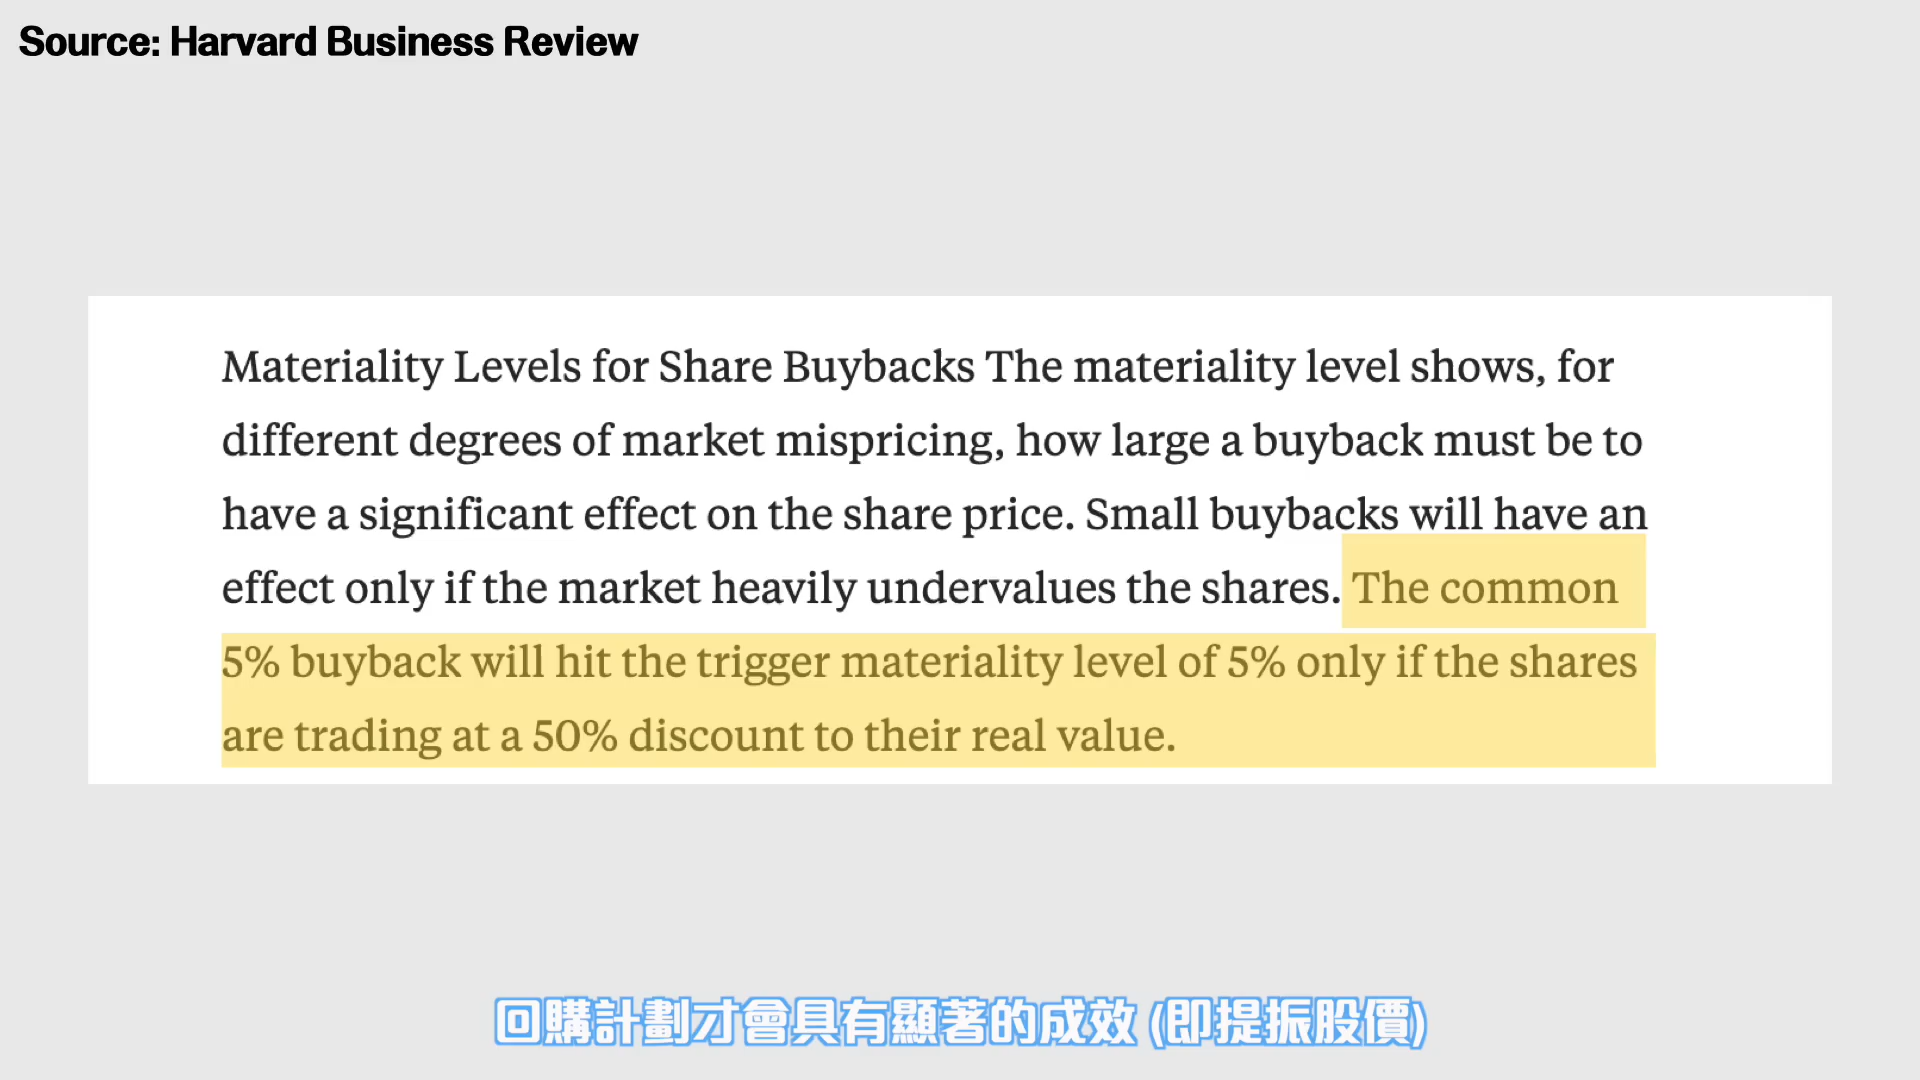 Source: Harvard Business Review
Materiality Levels for Share Buybacks The materiality level shows, for
different degrees of market mispricing, how large a buyback must be to
have a significant effect on the share price. Small buybacks will have an
effect only if the market heavily undervalues the shares. The common
5% buyback will hit the trigger materiality level of 5% only if the shares
are trading at a 50% discount to their real value.
回購計劃才會具有顯著的成效 (即提振股價)